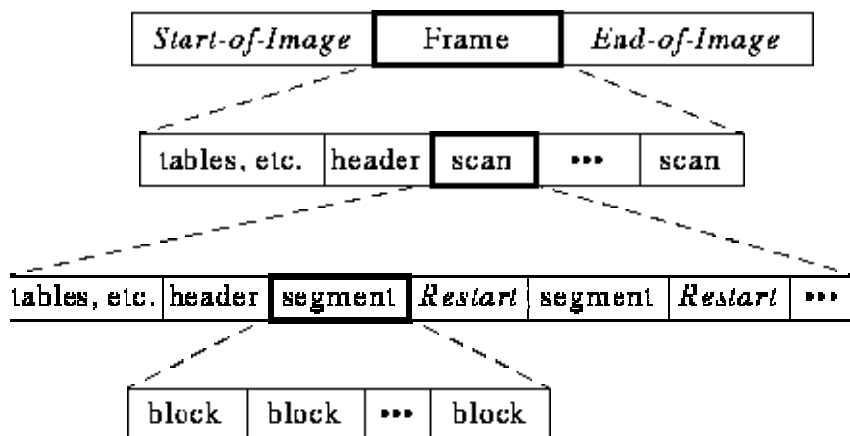 Start-of-Image Frame End-of-Image
tables, etc. header scan ••• scan
tables, etc. header segment Restart segment Restart •••
block block ••• block